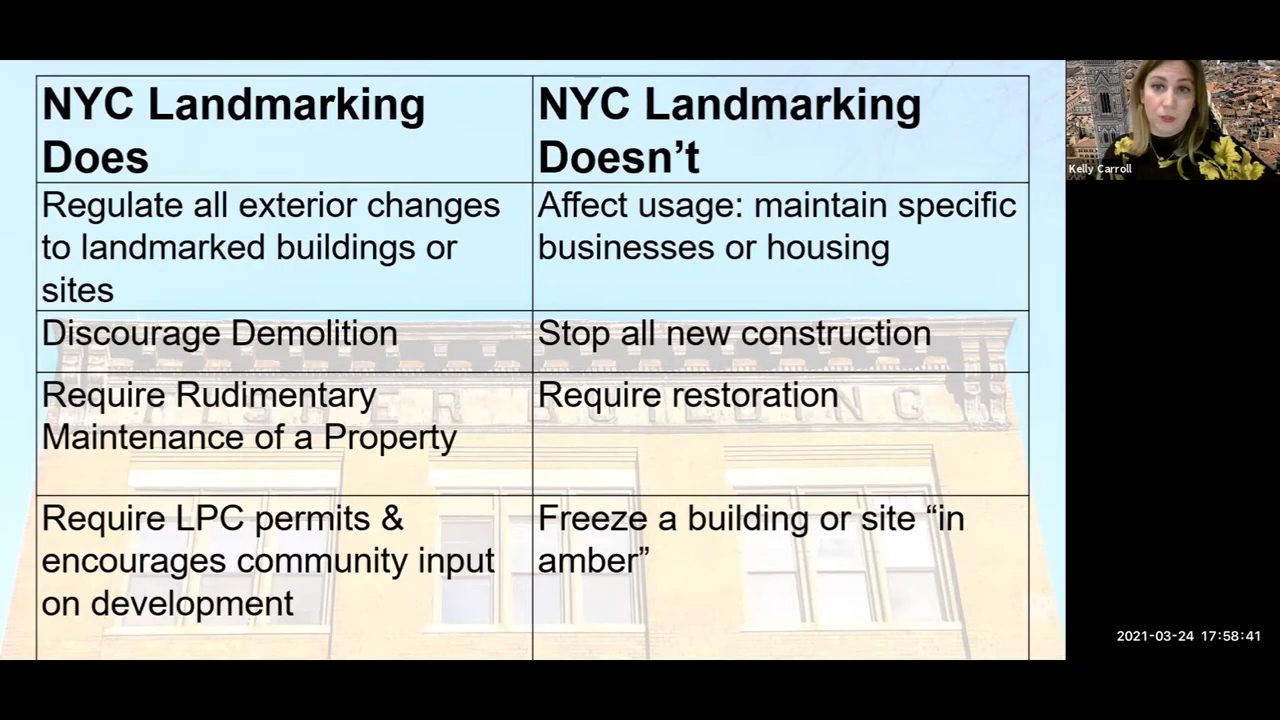 NYC Landmarking
Does
NYC Landmarking
Doesn’t
Regulate all exterior changes
to landmarked buildings or
sites
Affect usage: maintain specific
businesses or housing
Discourage Demolition
Stop all new construction
Require Rudimentary
Maintenance of a Property
Require restoration
Require LPC permits &
encourages community input
on development
Freeze a building or site “in
amber”
FISHER BUILDING
Kelly Carroll
2021-03-24 17:58:41